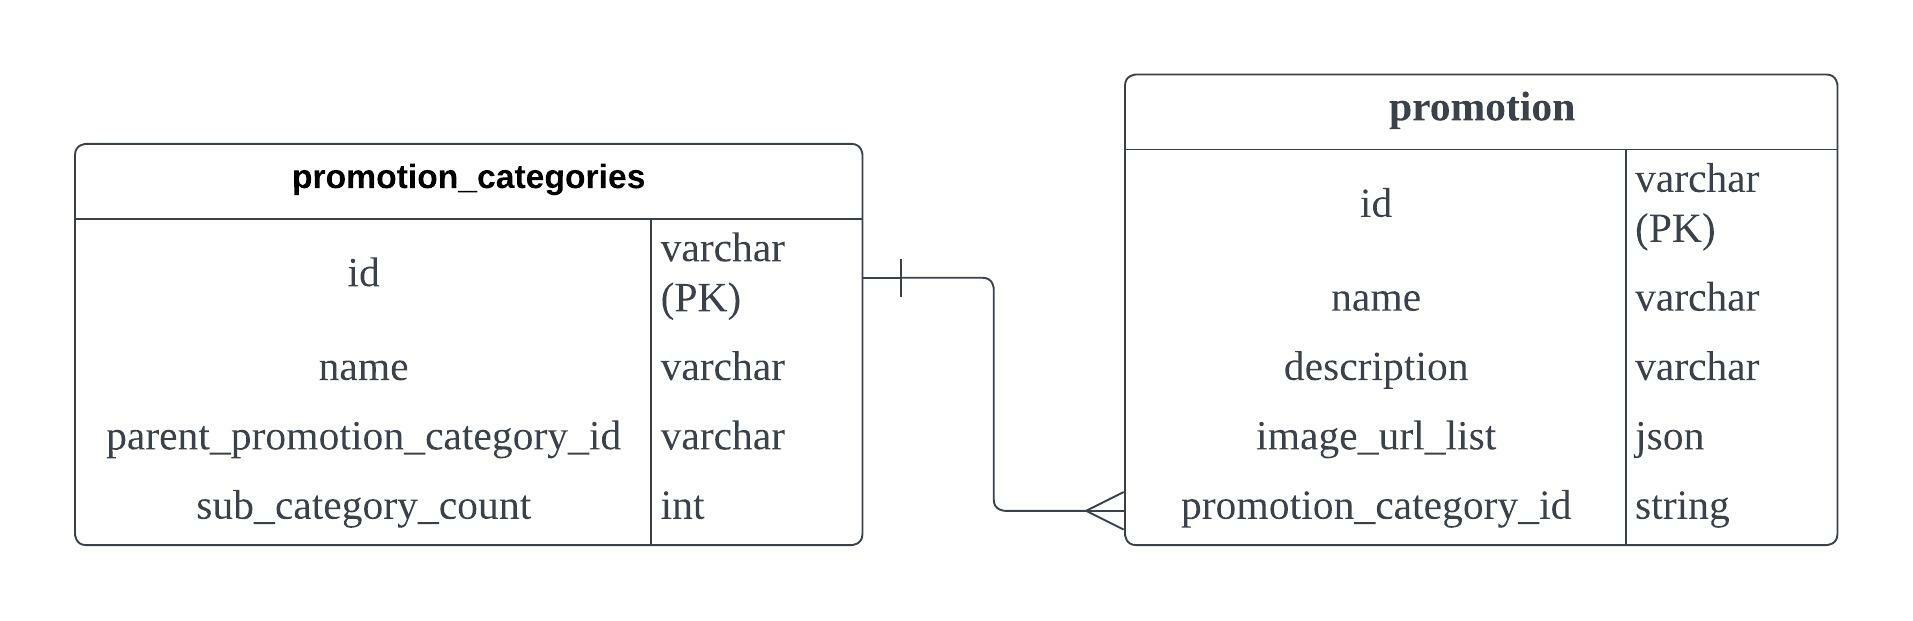 promotion_categories
id varchar
(PK)
name varchar
parent_promotion_category_id varchar
sub_category_count int
promotion
id varchar
(PK)
name varchar
description varchar
image_url_list json
promotion_category_id string